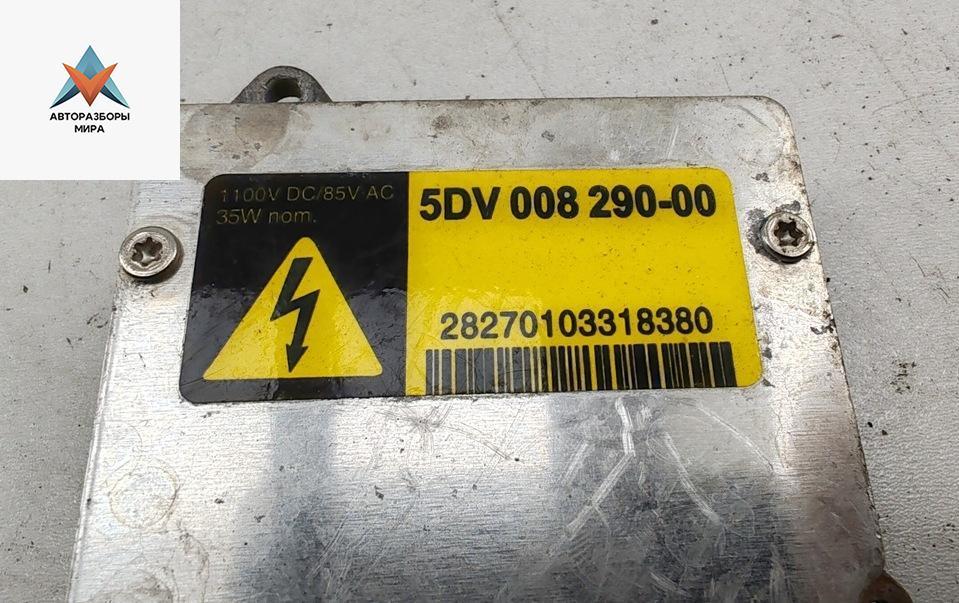 АВТОРАЗБОРЫ
МИРА
1100V DC/85V AC
35W nom.
5DV 008 290-00
28270103318380